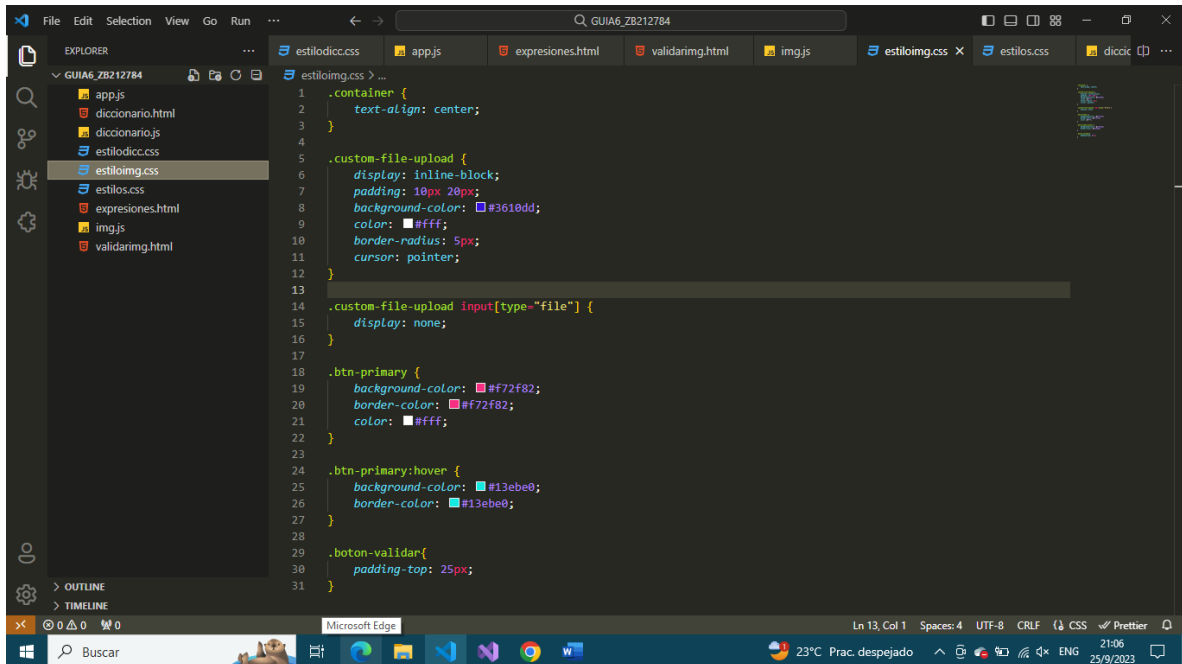 File Edit Selection View Go Run ··· GUIA6_ZB212784
EXPLORER ···
GUIA6_ZB212784
app.js
diccionario.html
diccionario.js
estilodicc.css
estiloimg.css
estilos.css
expresiones.html
img.js
validarimg.html
OUTLINE
TIMELINE
estilodicc.css app.js expresiones.html validarimg.html img.js estiloimg.css estilos.css diccic ···
estiloimg.css > ...
1 .container {
2 text-align: center;
3 }
4
5 .custom-file-upload {
6 display: inline-block;
7 padding: 10px 20px;
8 background-color: #3610dd;
9 color: #fff;
10 border-radius: 5px;
11 cursor: pointer;
12 }
13
14 .custom-file-upload input[type="file"] {
15 display: none;
16 }
17
18 .btn-primary {
19 background-color: #f72f82;
20 border-color: #f72f82;
21 color: #fff;
22 }
23
24 .btn-primary:hover {
25 background-color: #13ebe0;
26 border-color: #13ebe0;
27 }
28
29 .boton-validar{
30 padding-top: 25px;
31 }
0 0 0 Microsoft Edge Ln 13, Col 1 Spaces: 4 UTF-8 CRLF CSS Prettier
Buscar 23°C Prac. despejado ENG 21:06
25/9/2023